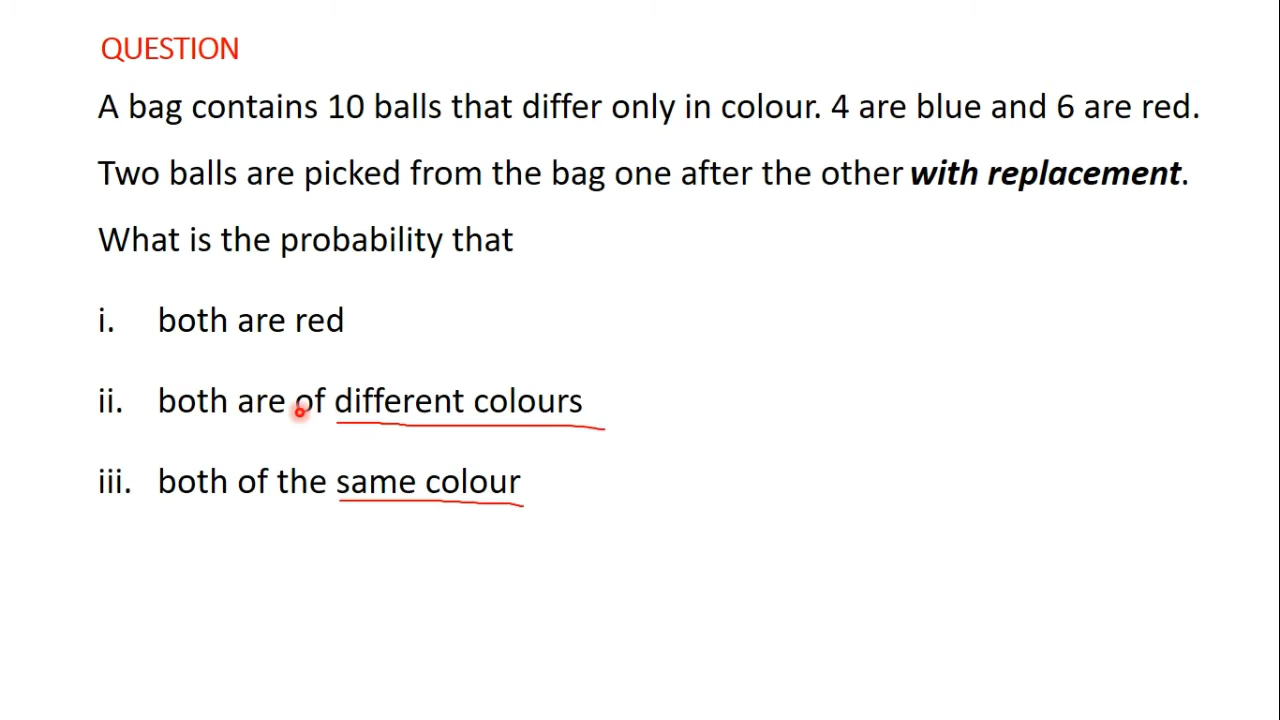 QUESTION
A bag contains 10 balls that differ only in colour. 4 are blue and 6 are red.
Two balls are picked from the bag one after the other with replacement.
What is the probability that
i. both are red
ii. both are of different colours
iii. both of the same colour